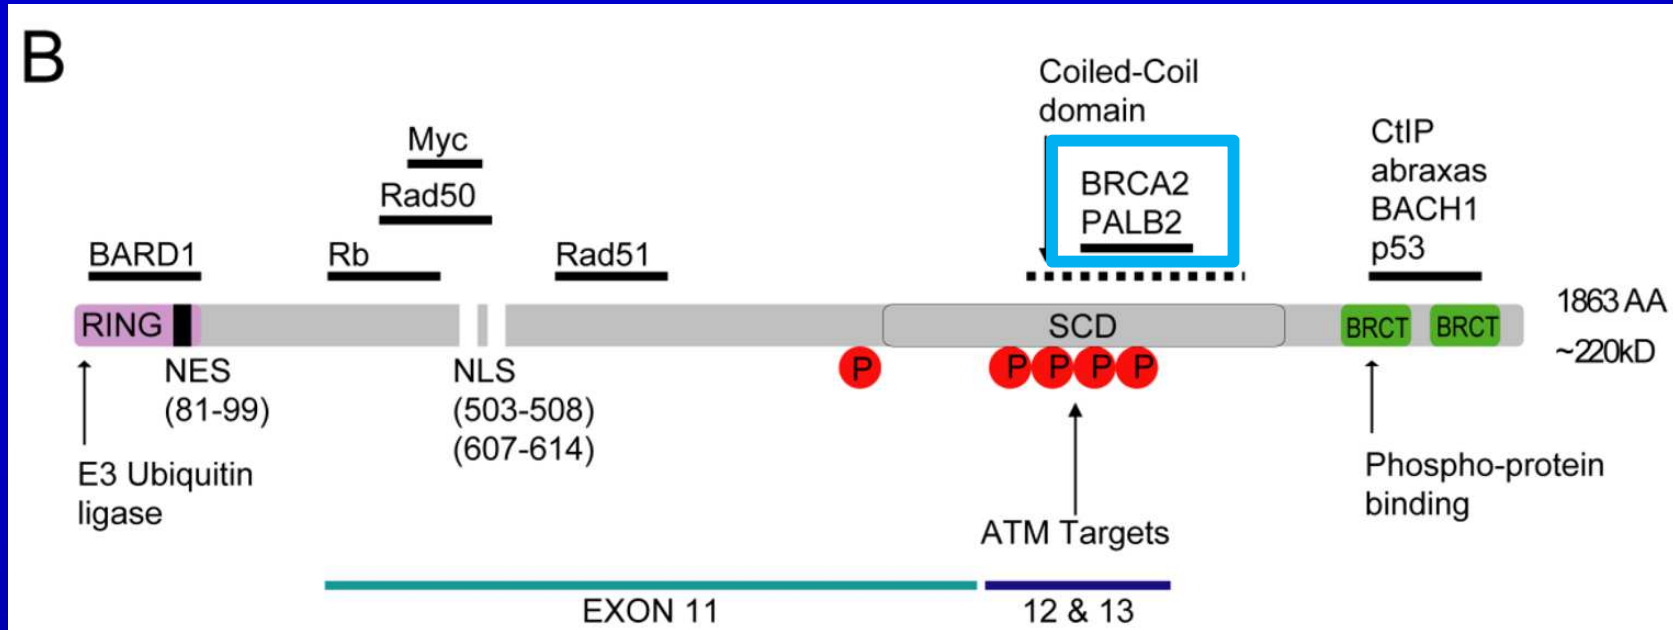 B
Coiled-Coil
domain
Myc
Rad50
BARD1
Rb
Rad51
BRCA2
PALB2
CtIP
abraxas
BACH1
p53
RING
SCD
BRCT
BRCT
1863 AA
~220kD
NES
(81-99)
NLS
(503-508)
(607-614)
P
P
P
P
P
E3 Ubiquitin
ligase
ATM Targets
Phospho-protein
binding
EXON 11
12 & 13